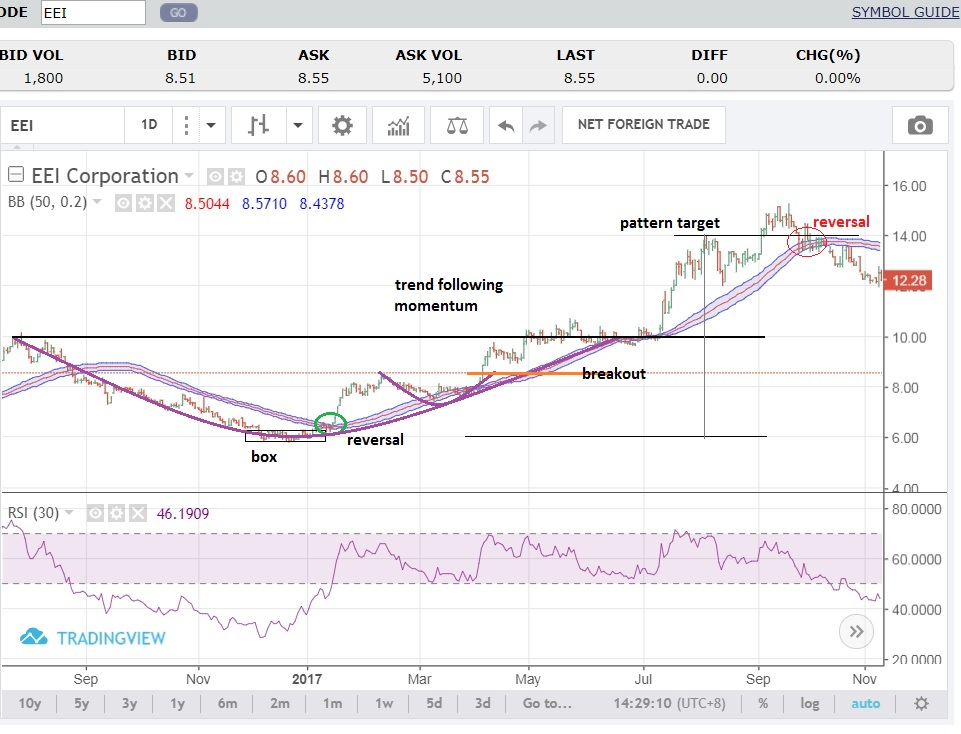 ODE EEI GO SYMBOL GUIDE
BID VOL BID ASK ASK VOL LAST DIFF CHG(%)
1,800 8.51 8.55 5,100 8.55 0.00 0.00%
EEI 1D NET FOREIGN TRADE
EEI Corporation O8.60 H8.60 L8.50 C8.55
BB (50, 0.2) 8.5044 8.5710 8.4378
16.00
pattern target reversal
14.00
trend following
momentum
12.28
12.00
10.00
breakout
8.00
reversal
6.00
box
4.00
RSI (30) 46.1909
80.0000
60.0000
40.0000
TRADINGVIEW
20.0000
Sep Nov 2017 Mar May Jul Sep Nov
10y 5y 3y 1y 6m 2m 1m 1w 5d 3d Go to... 14:29:10 (UTC+8) % log auto